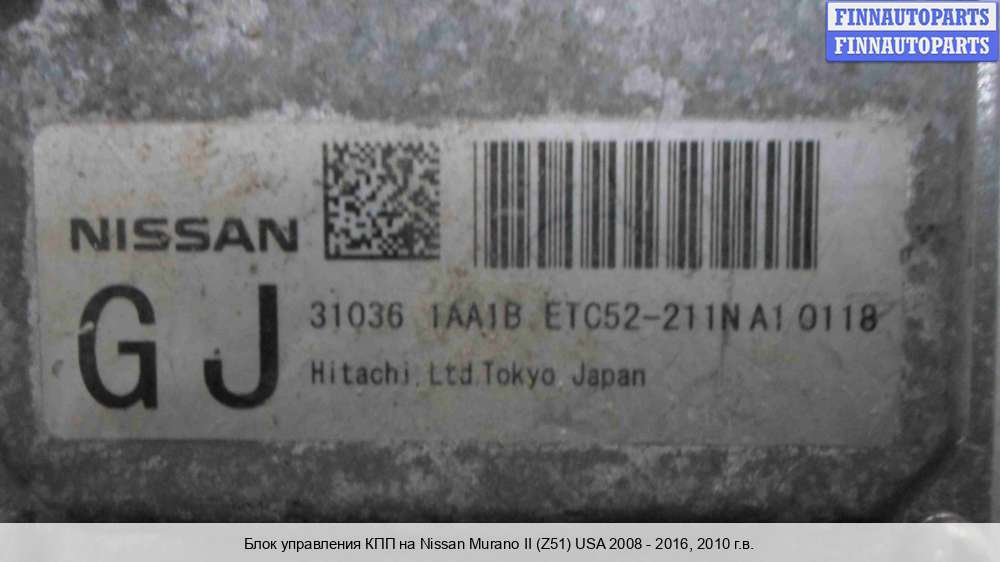 FINNAUTOPARTS
FINNAUTOPARTS
NISSAN
GJ
31036 1AA1B ETC52-211N A1 0118
Hitachi, Ltd. Tokyo Japan
Блок управления КПП на Nissan Murano II (Z51) USA 2008 - 2016, 2010 г.в.